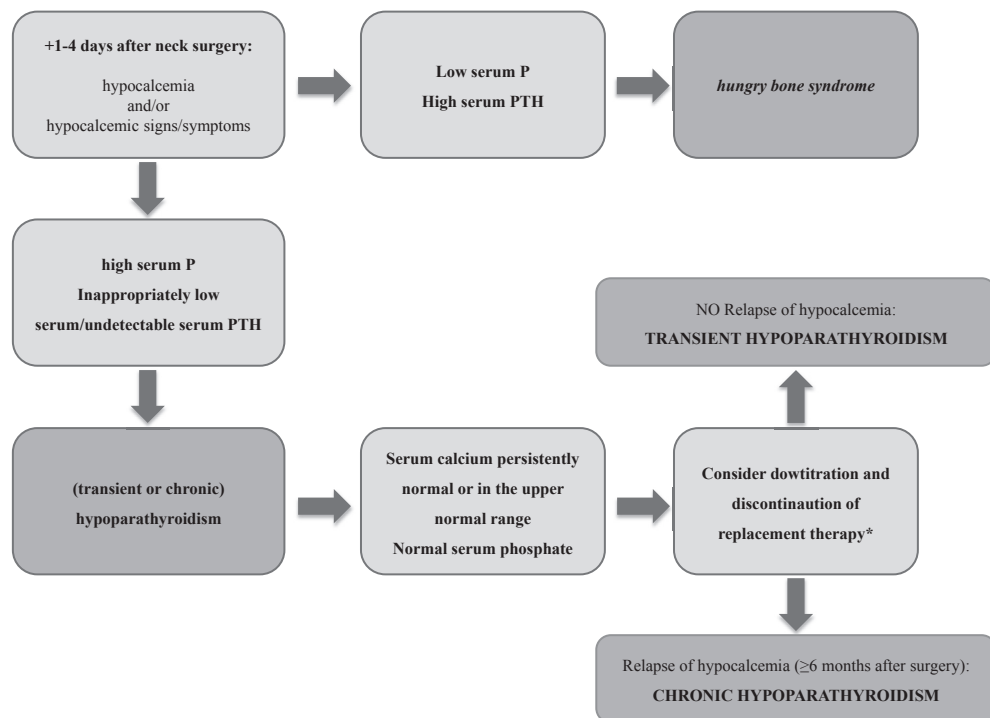 +1-4 days after neck surgery:
hypocalcemia
and/or
hypocalcemic signs/symptoms
Low serum P
High serum PTH
hungry bone syndrome
high serum P
Inappropriately low
serum/undetectable serum PTH
NO Relapse of hypocalcemia:
TRANSIENT HYPOPARATHYROIDISM
(transient or chronic)
hypoparathyroidism
Serum calcium persistently
normal or in the upper
normal range
Normal serum phosphate
Consider dowtitration and
discontinaution of
replacement therapy*
Relapse of hypocalcemia (≥6 months after surgery):
CHRONIC HYPOPARATHYROIDISM